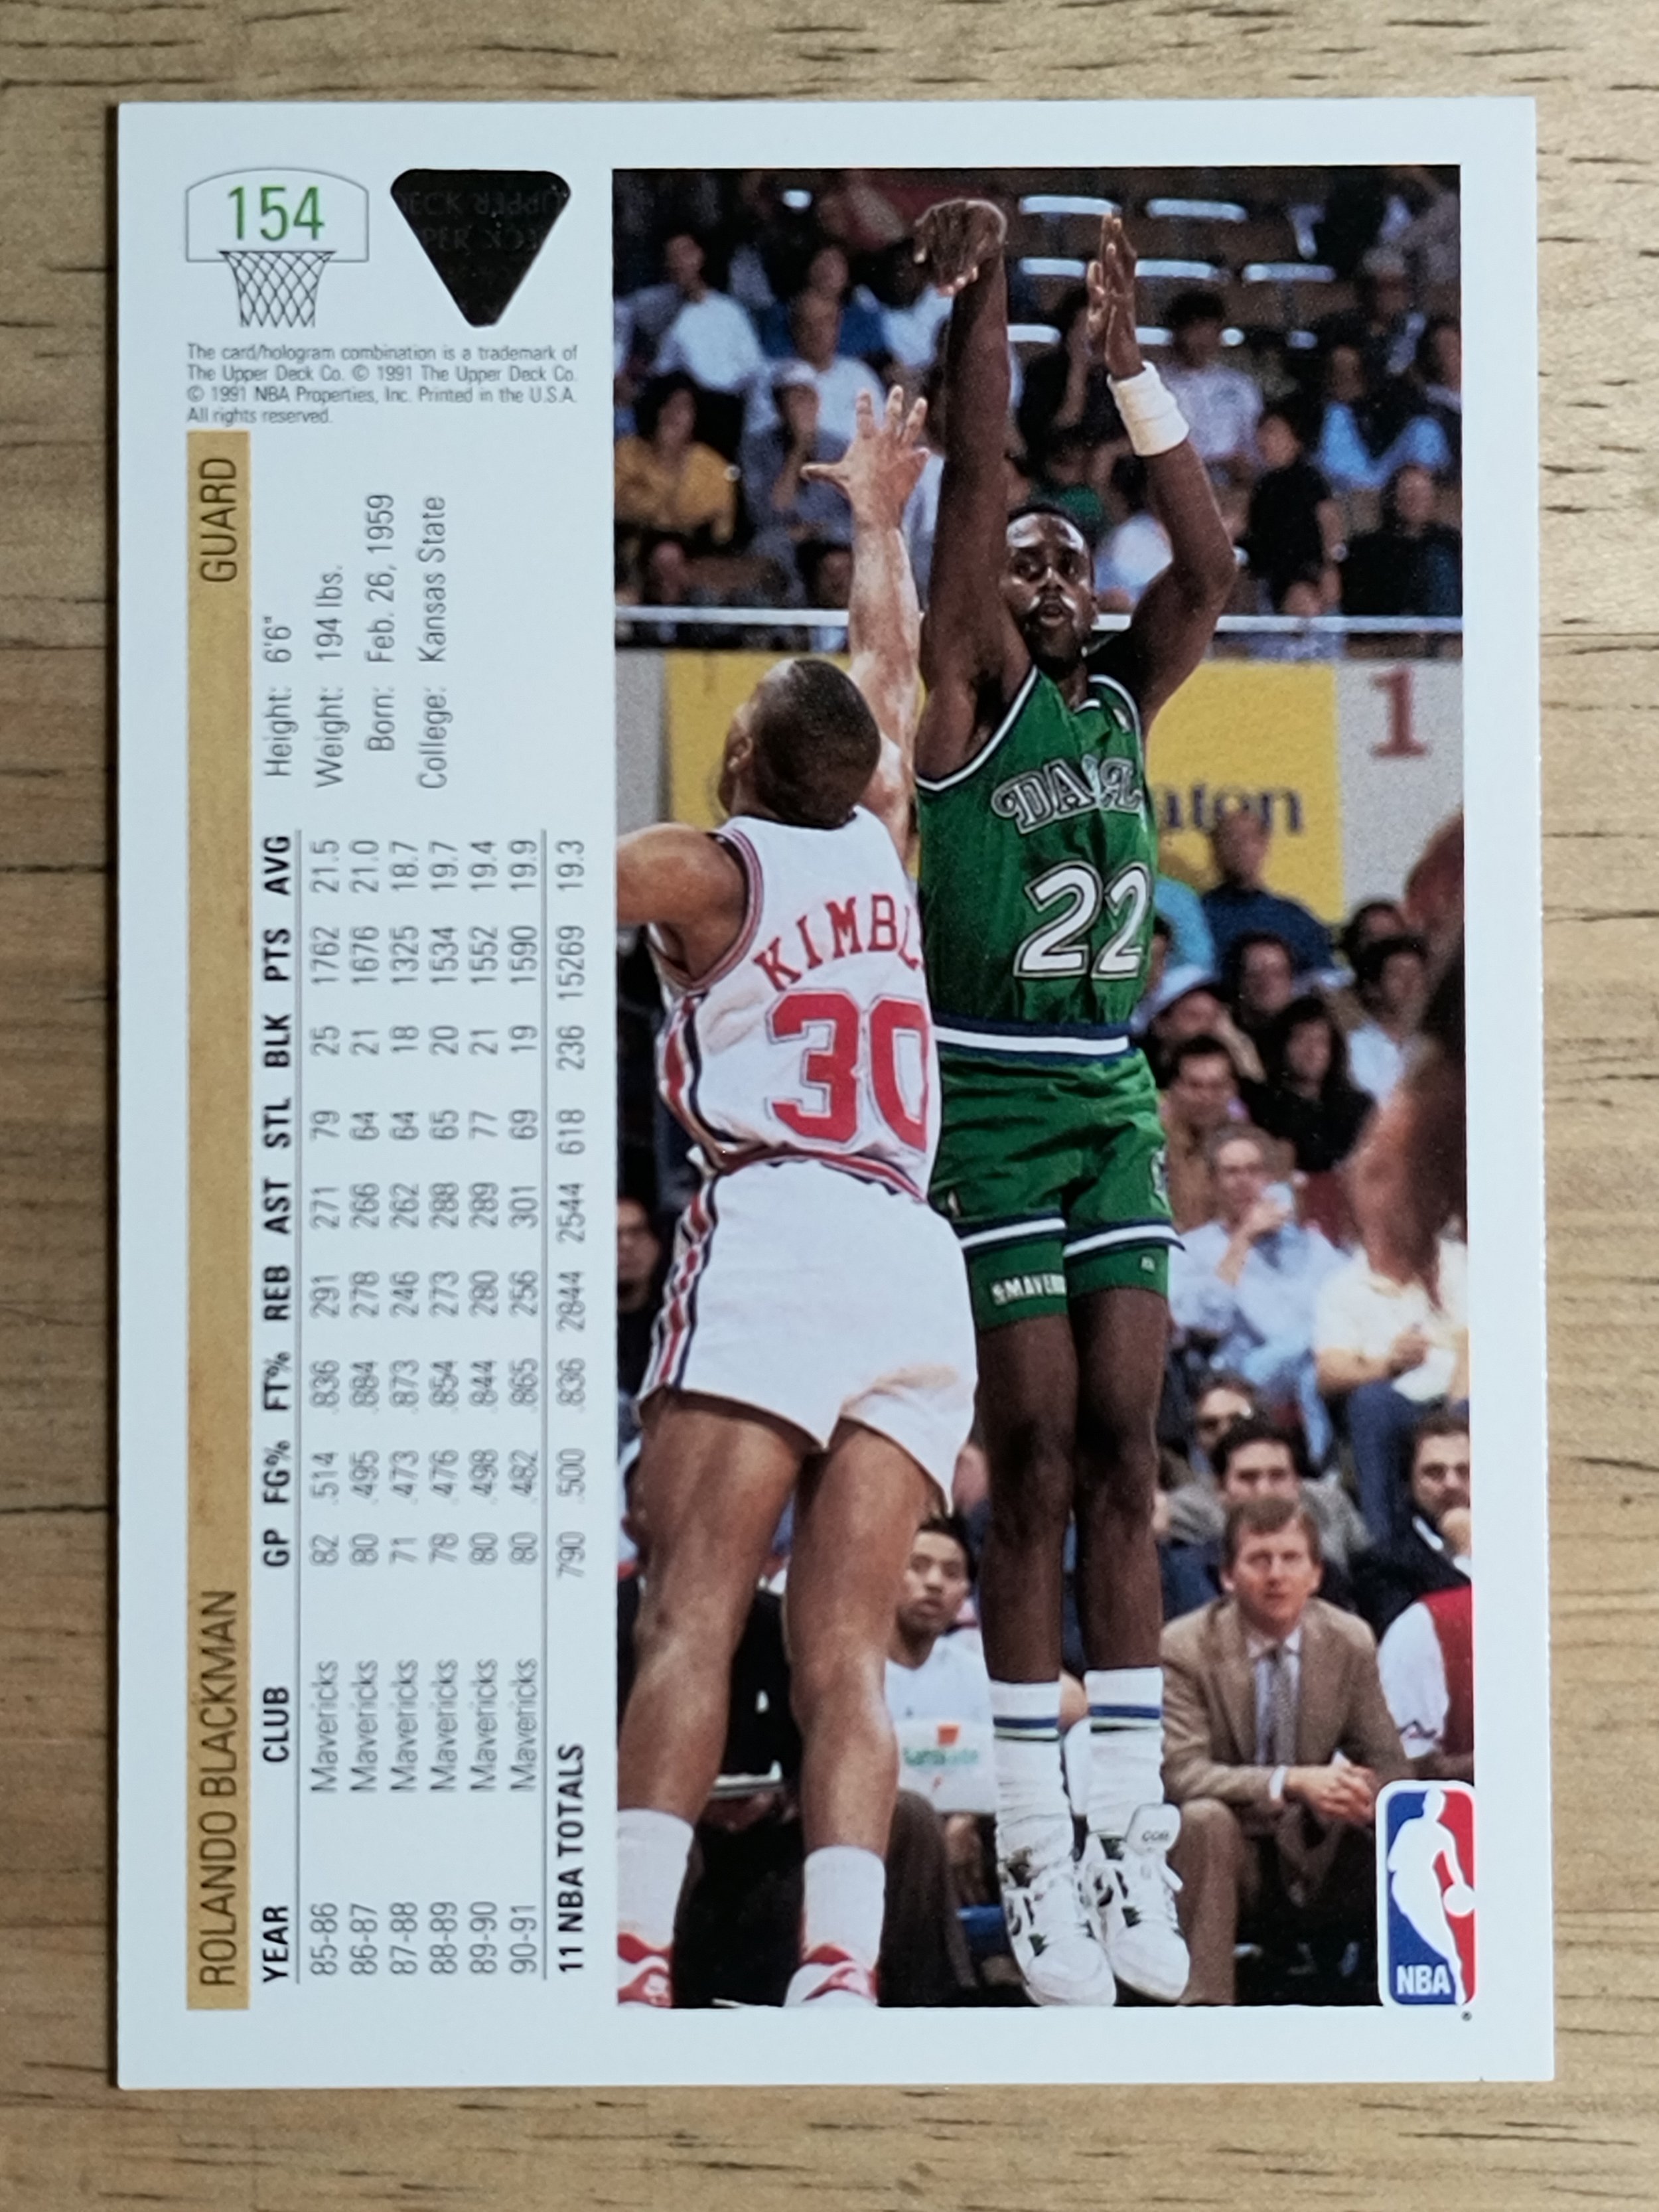 154
The card/hologram combination is a trademark of
The Upper Deck Co. © 1991 The Upper Deck Co.
© 1991 NBA Properties, Inc. Printed in the U.S.A.
All rights reserved.
ROLANDO BLACKMAN GUARD
YEAR CLUB GP FG% FT% REB AST STL BLK PTS AVG
85-86 Mavericks 82 .514 .836 291 271 79 25 1762 21.5
86-87 Mavericks 80 .495 .884 278 266 64 21 1676 21.0
87-88 Mavericks 71 .473 .873 246 262 64 18 1325 18.7
88-89 Mavericks 78 .476 .854 273 288 65 20 1534 19.7
89-90 Mavericks 80 .498 .844 280 289 77 21 1552 19.4
90-91 Mavericks 80 .482 .865 256 301 69 19 1590 19.9
11 NBA TOTALS 790 .500 .836 2844 2544 618 236 15269 19.3
Height: 6'6"
Weight: 194 lbs.
Born: Feb. 26, 1959
College: Kansas State
1
DAL
22
KIMBL
30
NBA
®